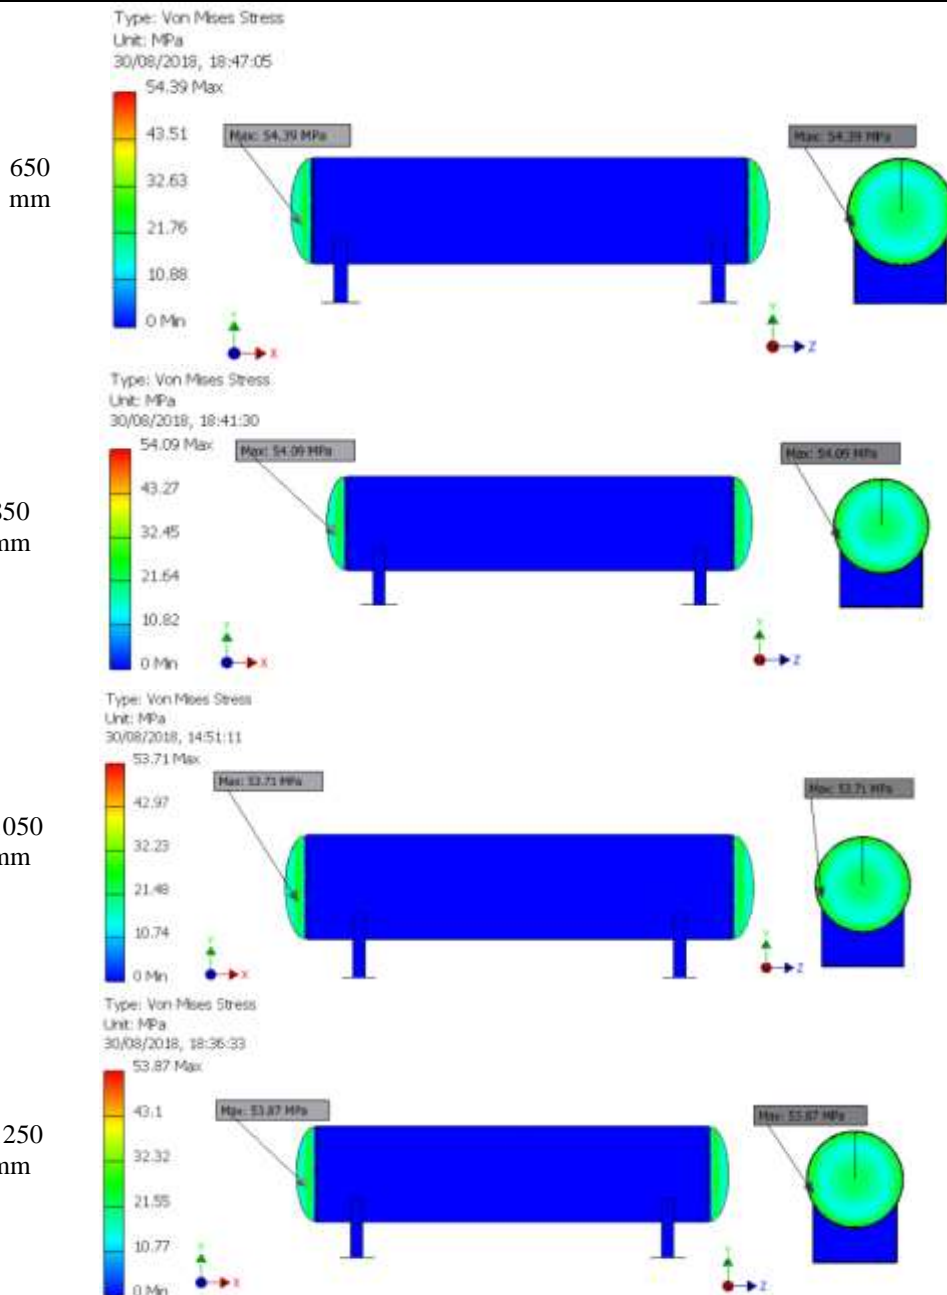 Type: Von Mises Stress
Unit: MPa
30/08/2018, 18:47:05
54.39 Max
43.51
32.63
21.76
10.88
0 Min
650
mm
Max: 54.39 MPa
Max: 54.39 MPa
Y
X
Y
Z
Type: Von Mises Stress
Unit: MPa
30/08/2018, 18:41:30
54.09 Max
43.27
32.45
21.64
10.82
0 Min
850
mm
Max: 54.09 MPa
Max: 54.09 MPa
Y
X
Y
Z
Type: Von Mises Stress
Unit: MPa
30/08/2018, 14:51:11
53.71 Max
42.97
32.23
21.48
10.74
0 Min
050
mm
Max: 53.71 MPa
Max: 53.71 MPa
Y
X
Y
Z
Type: Von Mises Stress
Unit: MPa
30/08/2018, 18:36:33
53.87 Max
43.1
32.32
21.55
10.77
0 Min
250
mm
Max: 53.87 MPa
Max: 53.87 MPa
Y
X
Y
Z